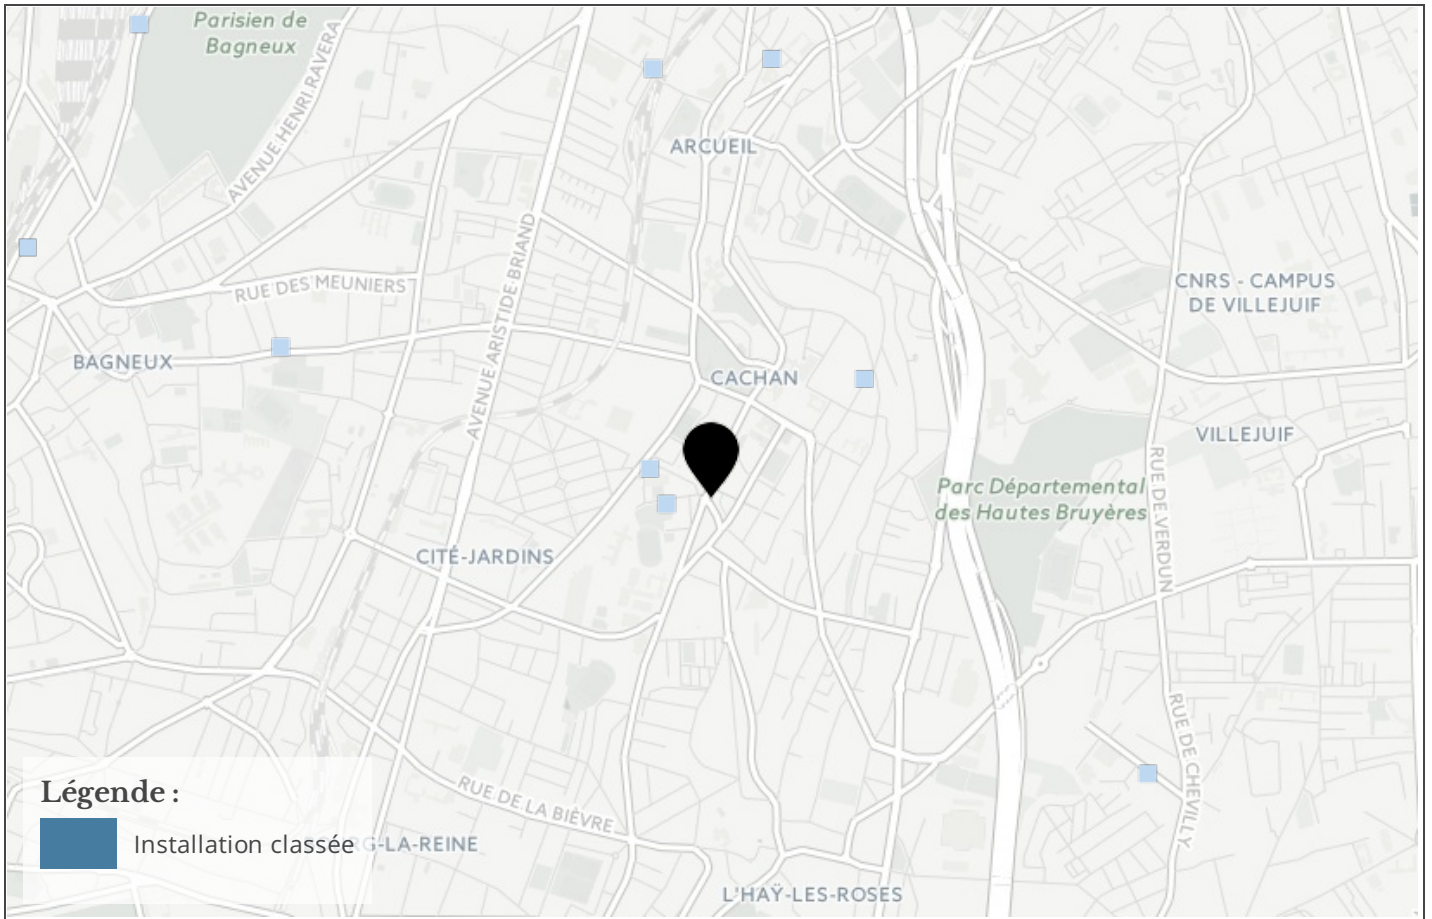 Parisien de
Bagneux
AVENUE HENRI RAVERA
ARCUEIL
AVENUE ARISTIDE-BRIAND
RUE DES MEUNIERS
CNRS - CAMPUS
DE VILLEJUIF
BAGNEUX
CACHAN
VILLEJUIF
RUE DE VERDUN
Parc Départemental
des Hautes Bruyères
CITÉ-JARDINS
RUE DE CHEVILLY
RUE DE LA BIÈVRE
Légende :
Installation classée
G-LA-REINE
L'HAŸ-LES-ROSES